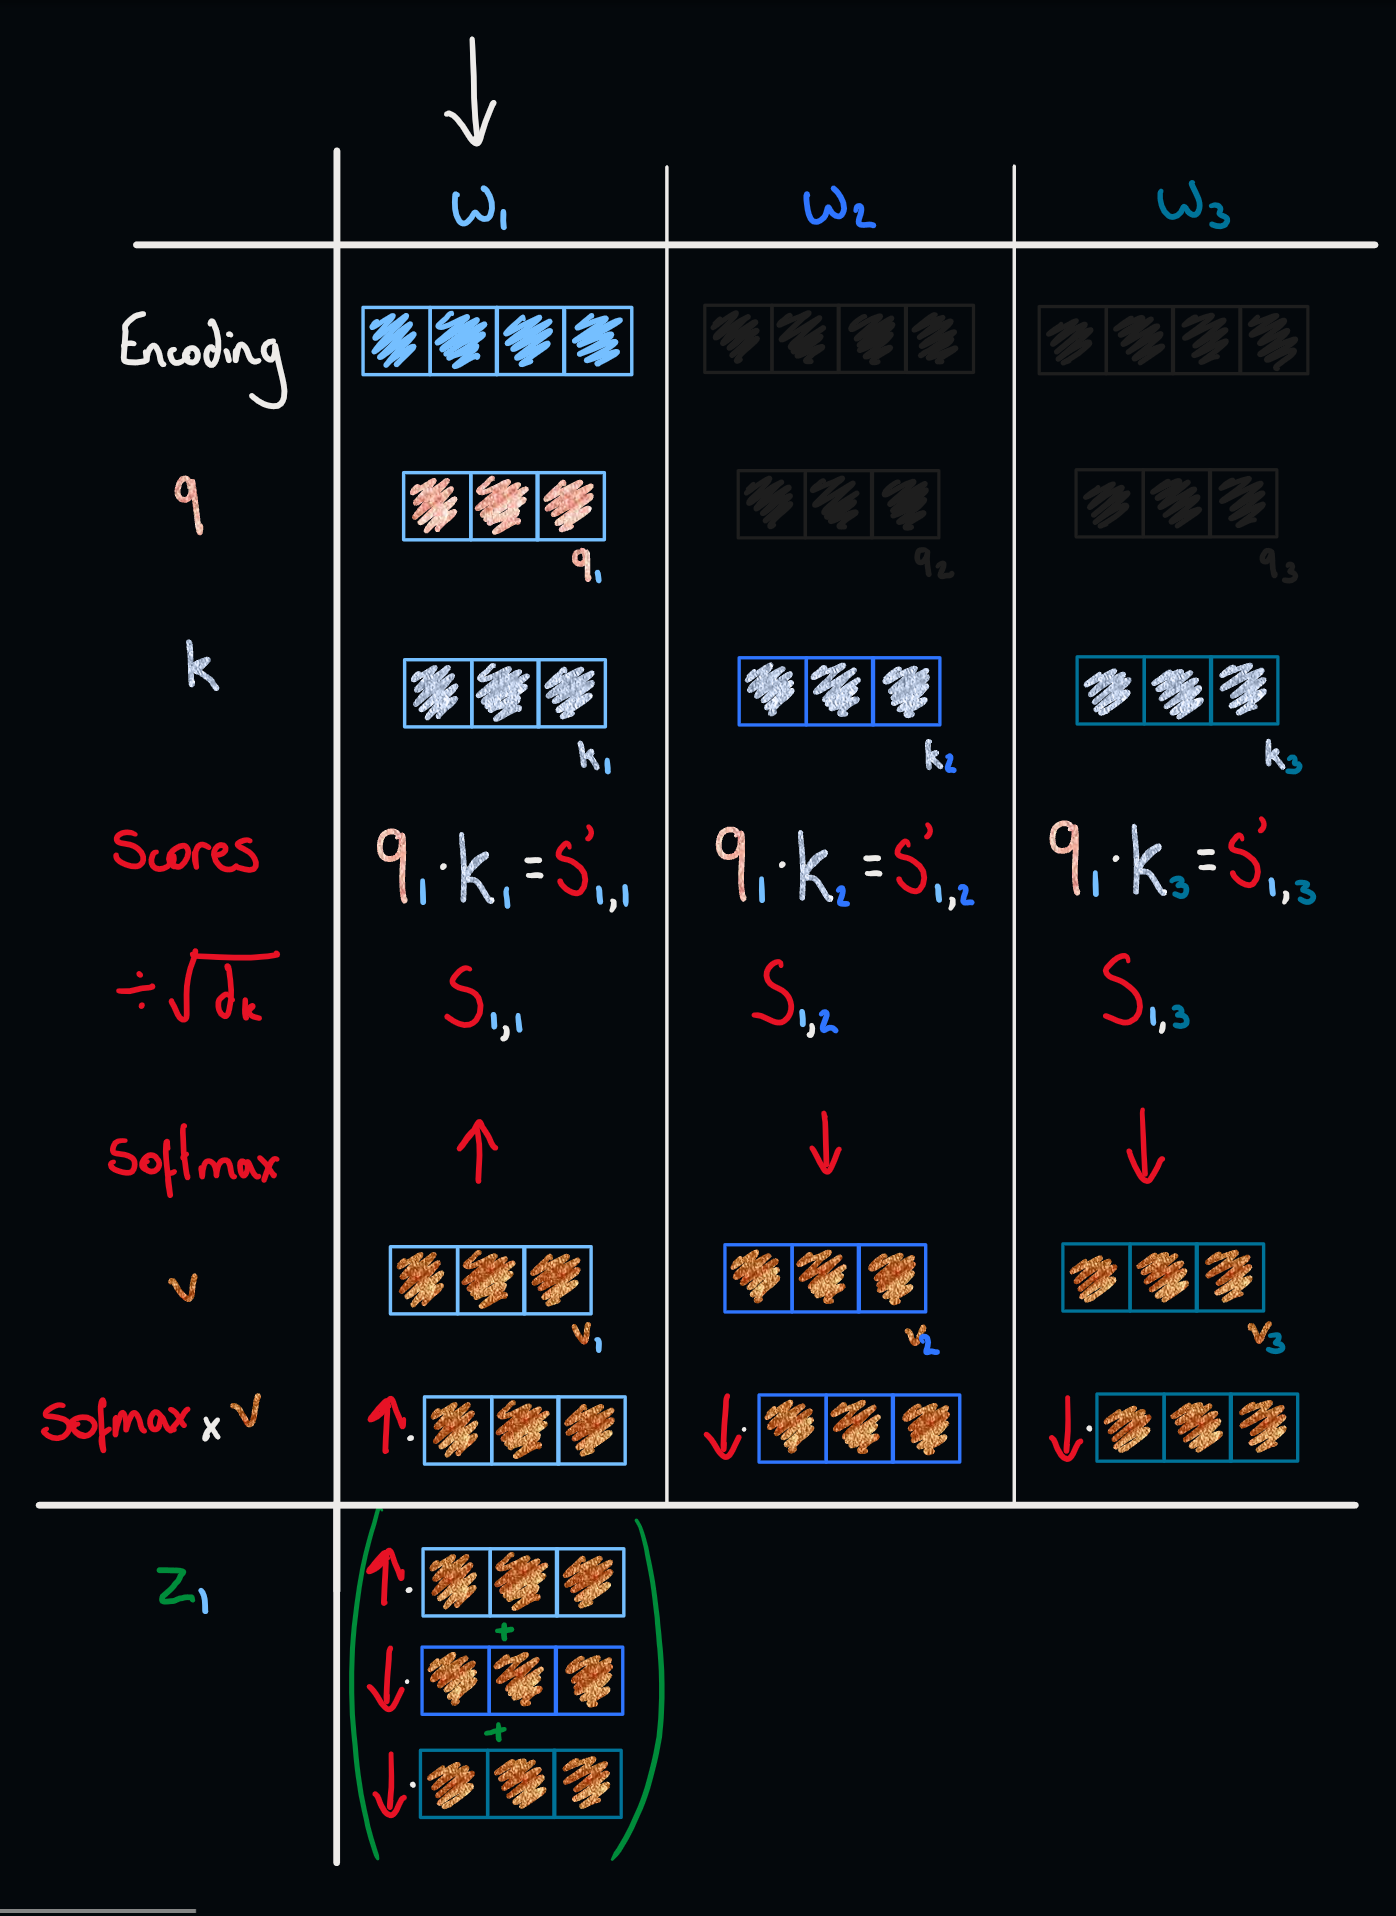 w₁ w₂ w₃
Encoding
q
q₁ q₂ q₃
k
k₁ k₂ k₃
Scores q₁ · k₁ = S'₁,₁ q₁ · k₂ = S'₁,₂ q₁ · k₃ = S'₁,₃
÷ √dₖ S₁,₁ S₁,₂ S₁,₃
Softmax ↑ ↓ ↓
v
v₁ v₂ v₃
Sofmax x v ↑ · ↓ · ↓ ·
z₁ ↑ ·
+
↓ ·
+
↓ ·